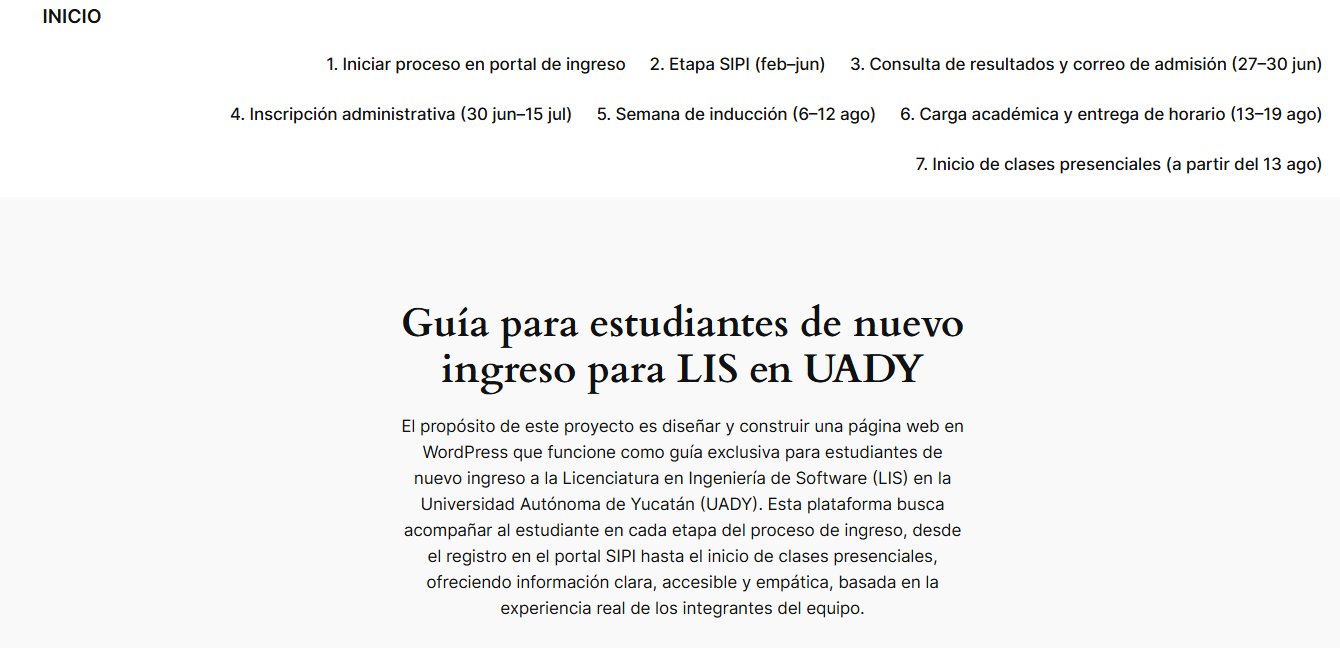 INICIO
1. Iniciar proceso en portal de ingreso 2. Etapa SIPI (feb–jun) 3. Consulta de resultados y correo de admisión (27–30 jun)
4. Inscripción administrativa (30 jun–15 jul) 5. Semana de inducción (6–12 ago) 6. Carga académica y entrega de horario (13–19 ago)
7. Inicio de clases presenciales (a partir del 13 ago)
Guía para estudiantes de nuevo
ingreso para LIS en UADY
El propósito de este proyecto es diseñar y construir una página web en
WordPress que funcione como guía exclusiva para estudiantes de
nuevo ingreso a la Licenciatura en Ingeniería de Software (LIS) en la
Universidad Autónoma de Yucatán (UADY). Esta plataforma busca
acompañar al estudiante en cada etapa del proceso de ingreso, desde
el registro en el portal SIPI hasta el inicio de clases presenciales,
ofreciendo información clara, accesible y empática, basada en la
experiencia real de los integrantes del equipo.